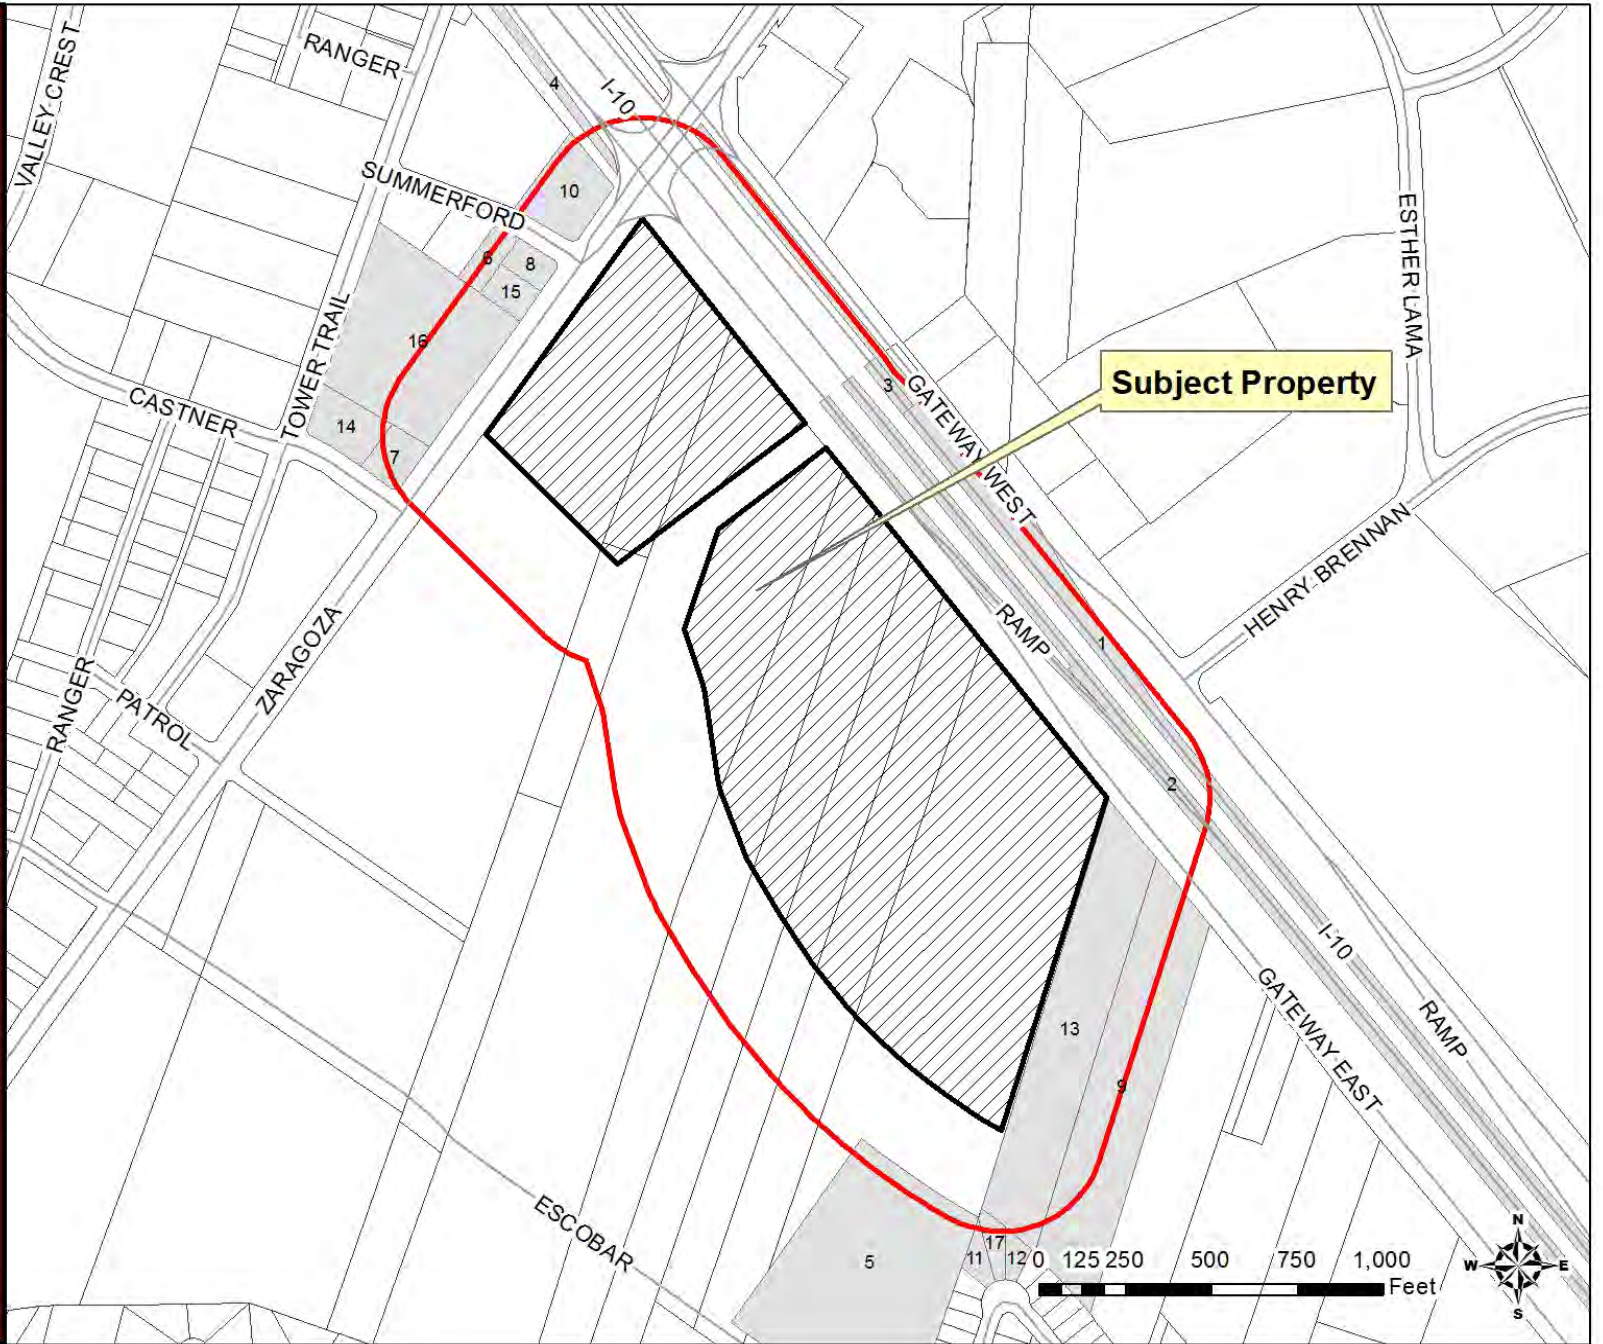 RANGER
VALLEY CREST
4
I-10
SUMMERFORD
10
ESTHER LAMA
6
8
15
TOWER TRAIL
16
Subject Property
3
GATEWAY WEST
CASTNER
14
7
HENRY BRENNAN
RAMP
1
ZARAGOZA
RANGER
PATROL
2
I-10
GATEWAY EAST
RAMP
13
9
ESCOBAR
5
11
17
12
0 125 250 500 750 1,000
Feet
N
W
E
S